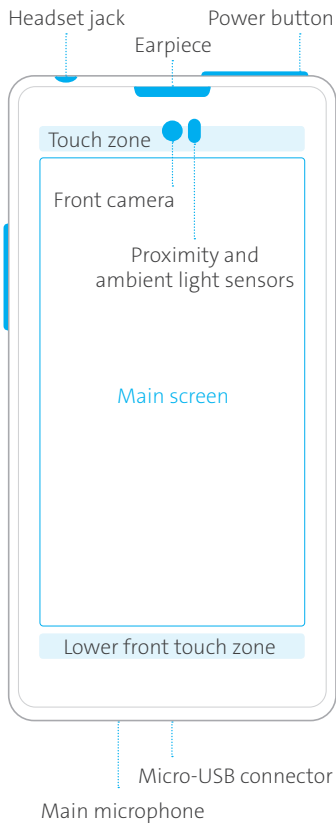 Headset jack
Power button
Earpiece
Touch zone
Front camera
Proximity and
ambient light sensors
Main screen
Lower front touch zone
Micro-USB connector
Main microphone